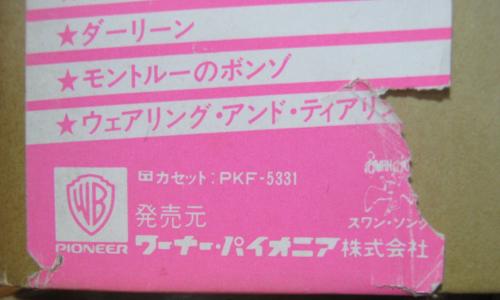 ★ダーリーン
★モントルーのボンゾ
★ウェアリング・アンド・ティアリン
カセット:PKF-5331
WB
発売元
スワン・ソング
PIONEER
ワーナー・パイオニア株式会社